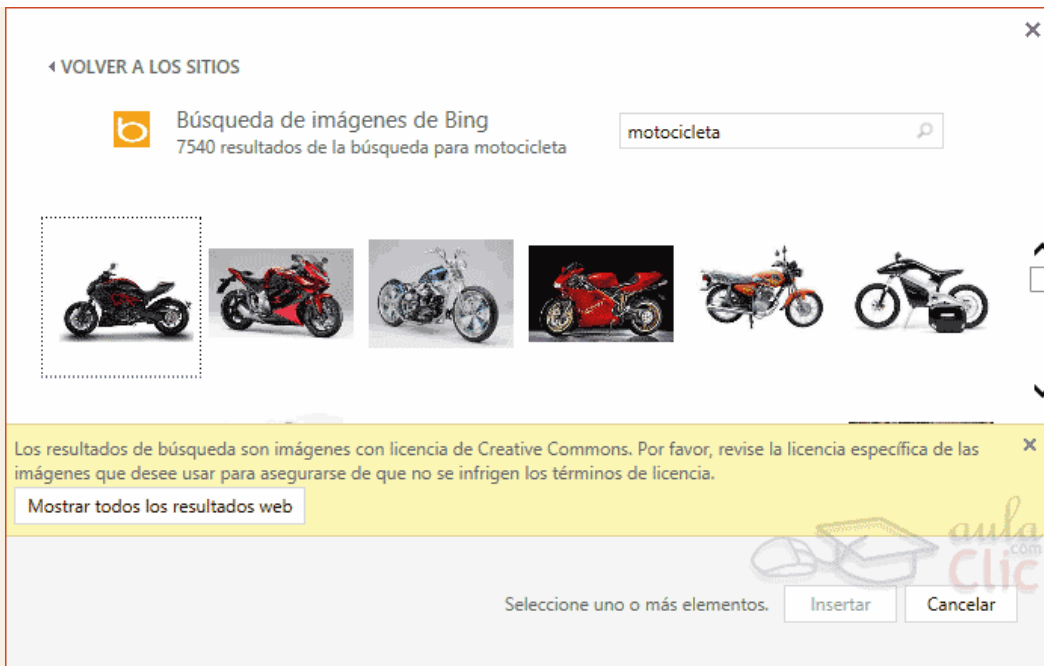 VOLVER A LOS SITIOS
Búsqueda de imágenes de Bing
7540 resultados de la búsqueda para motocicleta
motocicleta
Los resultados de búsqueda son imágenes con licencia de Creative Commons. Por favor, revise la licencia específica de las
imágenes que desee usar para asegurarse de que no se infrigen los términos de licencia.
Mostrar todos los resultados web
aula
.com
Clic
Seleccione uno o más elementos.
Insertar
Cancelar